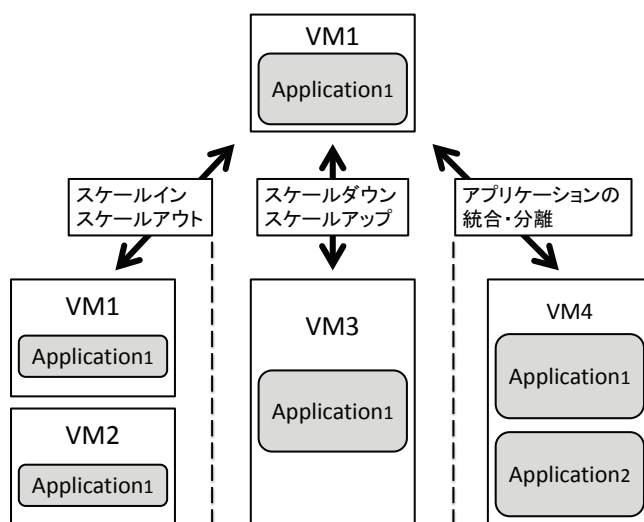 VM1
Application1
スケールイン
スケールアウト
スケールダウン
スケールアップ
アプリケーションの
統合・分離
VM1
Application1
VM2
Application1
VM3
Application1
VM4
Application1
Application2